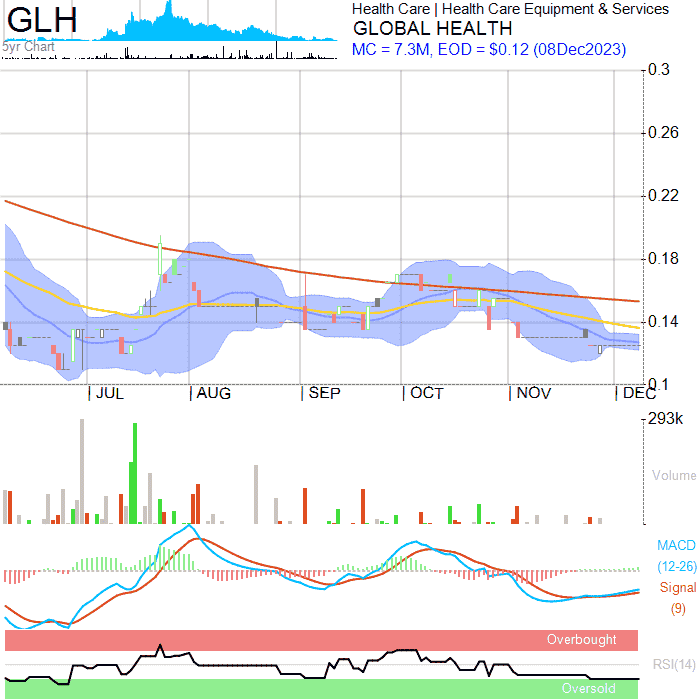 GLH
5yr Chart
Health Care | Health Care Equipment & Services
GLOBAL HEALTH
MC = 7.3M, EOD = $0.12 (08Dec2023)
0.3
0.26
0.22
0.18
0.14
0.1
JUL AUG SEP OCT NOV DEC
293k
Volume
MACD
(12-26)
Signal
(9)
Overbought
RSI(14)
Oversold